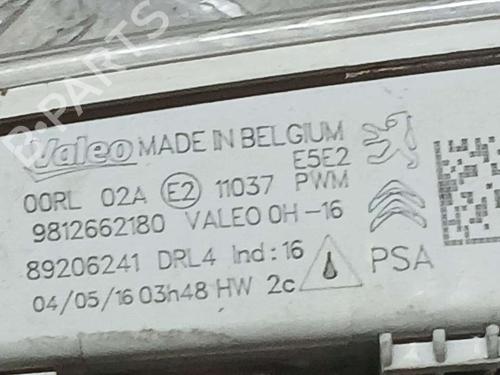 B-PARTS
Valeo MADE IN BELGIUM
E5E2
00RL 02A E2 11037 PWM
9812662180 VALEO OH-16
89206241 DRL4 Ind:16
PSA
04/05/16 03h48 HW 2c